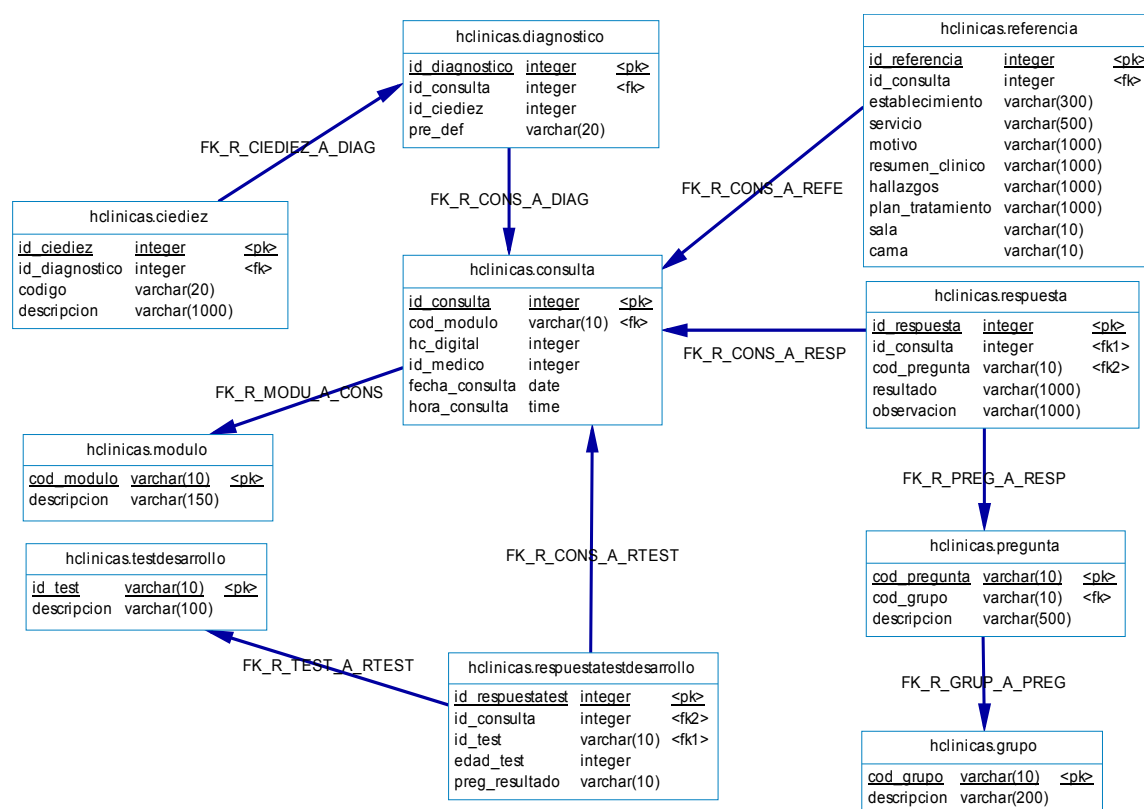 hclinicas.diagnostico
id_diagnostico integer <pk>
id_consulta integer <fk>
id_ciediez integer
pre_def varchar(20)
hclinicas.referencia
id_referencia integer <pk>
id_consulta integer <fk>
establecimiento varchar(300)
servicio varchar(500)
motivo varchar(1000)
resumen_clinico varchar(1000)
hallazgos varchar(1000)
plan_tratamiento varchar(1000)
sala varchar(10)
cama varchar(10)
FK_R_CIEDIEZ_A_DIAG
FK_R_CONS_A_DIAG
FK_R_CONS_A_REFE
hclinicas.ciediez
id_ciediez integer <pk>
id_diagnostico integer <fk>
codigo varchar(20)
descripcion varchar(1000)
hclinicas.consulta
id_consulta integer <pk>
cod_modulo varchar(10) <fk>
hc_digital integer
id_medico integer
fecha_consulta date
hora_consulta time
hclinicas.respuesta
id_respuesta integer <pk>
id_consulta integer <fk1>
cod_pregunta varchar(10) <fk2>
resultado varchar(1000)
observacion varchar(1000)
FK_R_CONS_A_RESP
FK_R_MODU_A_CONS
hclinicas.modulo
cod_modulo varchar(10) <pk>
descripcion varchar(150)
FK_R_PREG_A_RESP
hclinicas.testdesarrollo
id_test varchar(10) <pk>
descripcion varchar(100)
FK_R_CONS_A_RTEST
hclinicas.pregunta
cod_pregunta varchar(10) <pk>
cod_grupo varchar(10) <fk>
descripcion varchar(500)
FK_R_TEST_A_RTEST
hclinicas.respuestatestdesarrollo
id_respuestatest integer <pk>
id_consulta integer <fk2>
id_test varchar(10) <fk1>
edad_test integer
preg_resultado varchar(10)
FK_R_GRUP_A_PREG
hclinicas.grupo
cod_grupo varchar(10) <pk>
descripcion varchar(200)